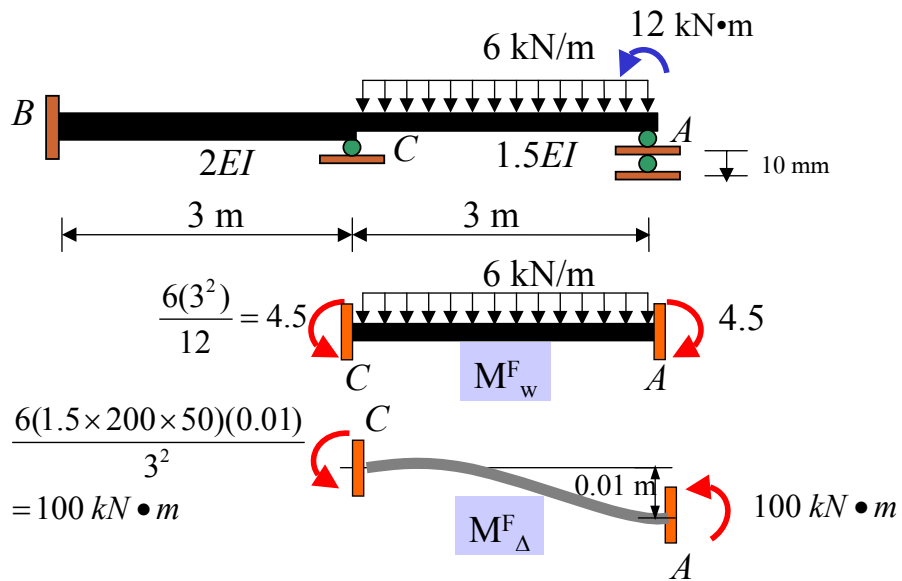 12 kN•m
6 kN/m
B
C
A
2EI
1.5EI
10 mm
3 m
3 m
6 kN/m
6(3²)/12 = 4.5
4.5
C
A
Mᶠw
6(1.5×200×50)(0.01)/3²
= 100 kN • m
C
0.01 m
100 kN • m
MᶠΔ
A